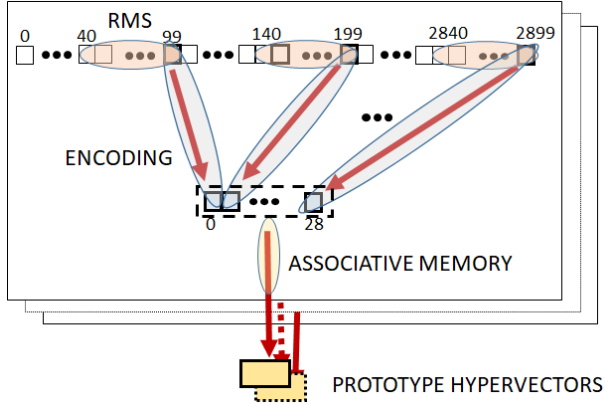 RMS
0 40 99 140 199 2840 2899
ENCODING
0 28
ASSOCIATIVE MEMORY
PROTOTYPE HYPERVECTORS